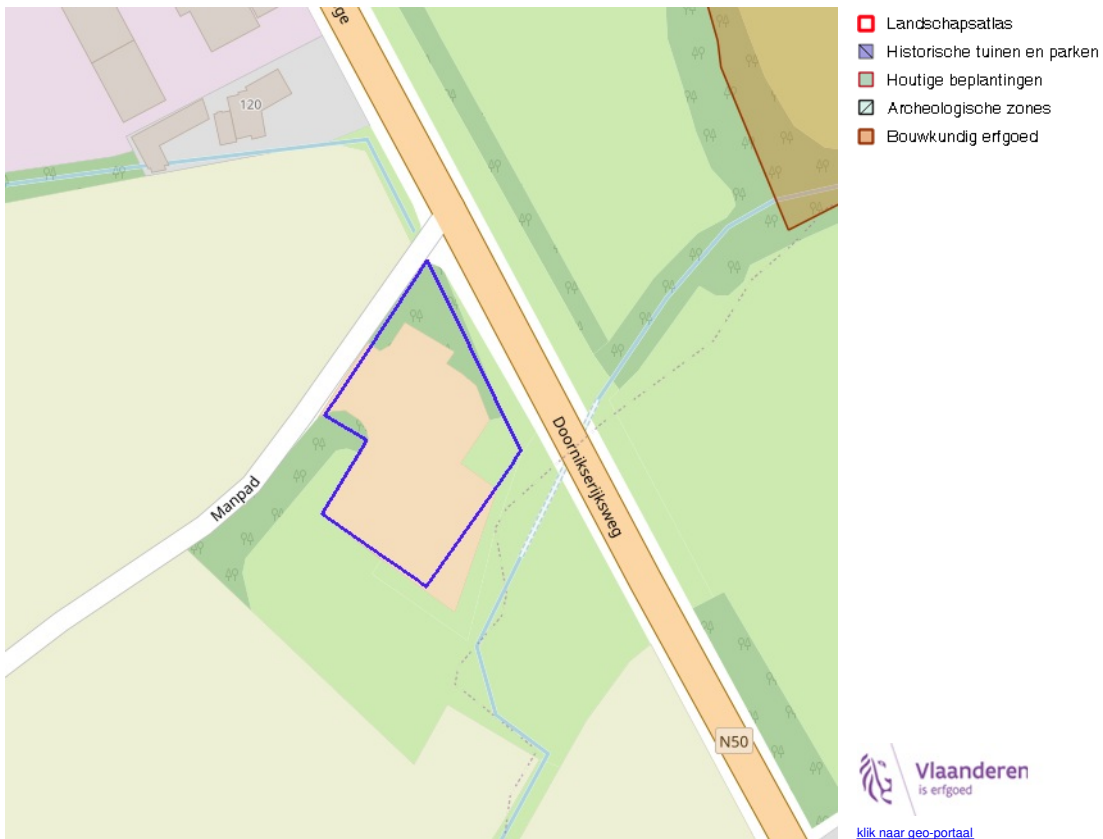 ge
120
Manpad
Doornikserijksweg
N50
Landschapsatlas
Historische tuinen en parken
Houtige beplantingen
Archeologische zones
Bouwkundig erfgoed
Vlaanderen
is erfgoed
klik naar geo-portaal